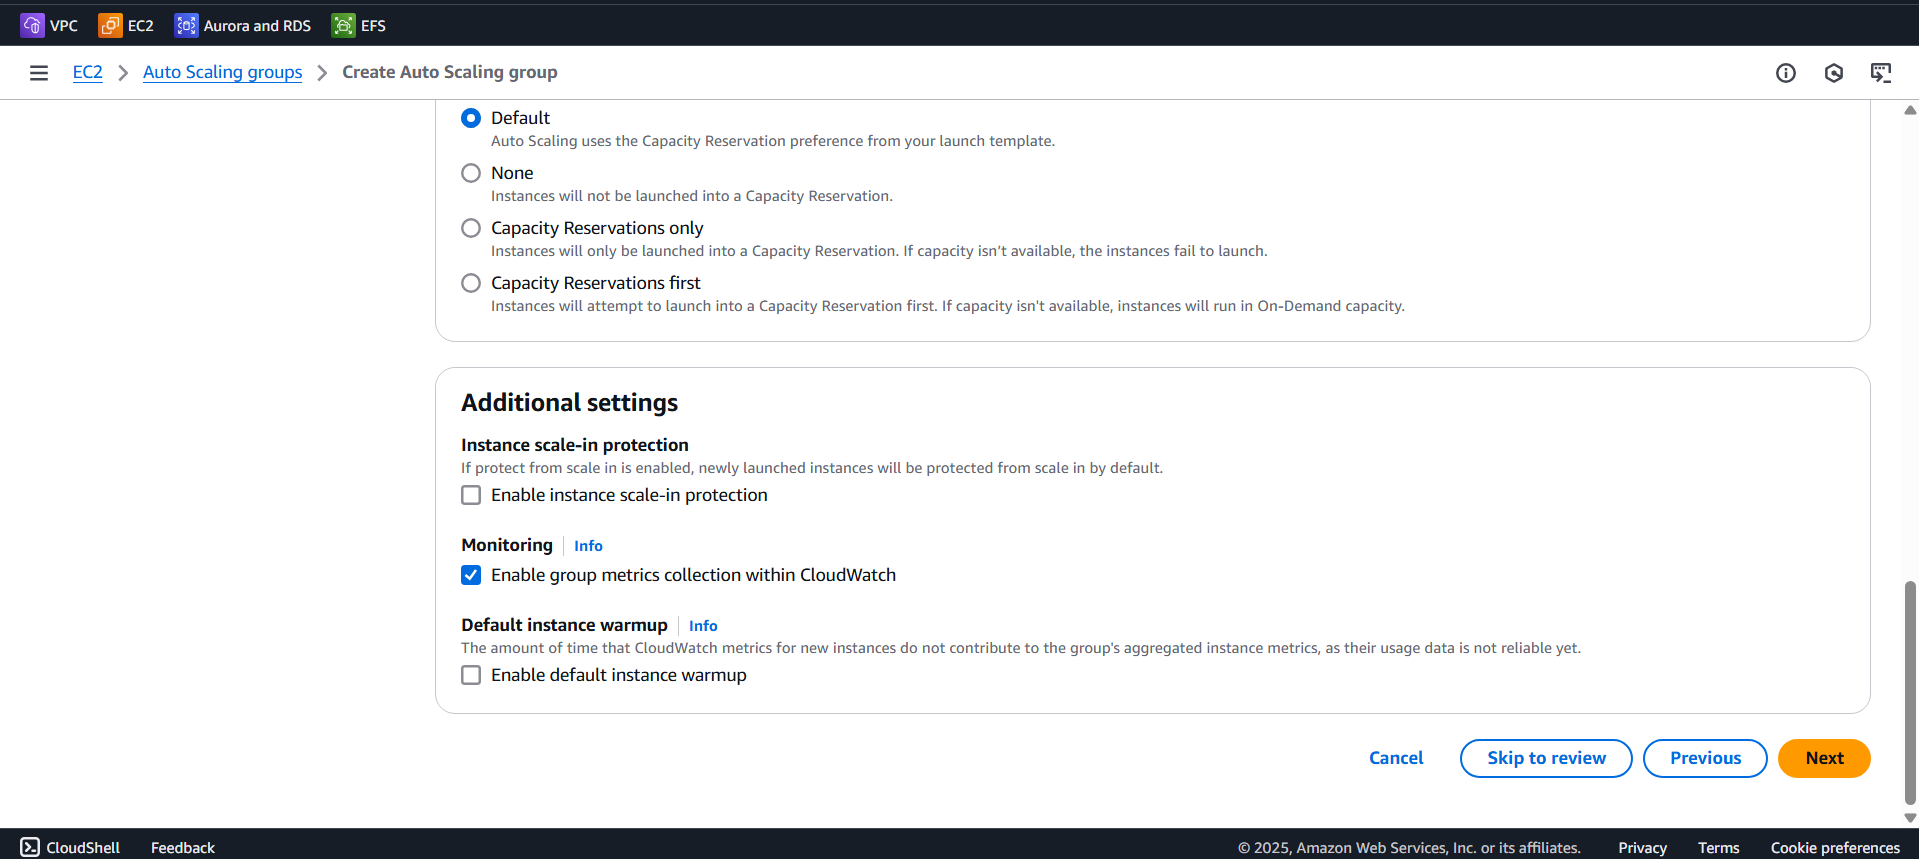 VPC EC2 Aurora and RDS EFS
EC2 Auto Scaling groups Create Auto Scaling group
Default
Auto Scaling uses the Capacity Reservation preference from your launch template.
None
Instances will not be launched into a Capacity Reservation.
Capacity Reservations only
Instances will only be launched into a Capacity Reservation. If capacity isn't available, the instances fail to launch.
Capacity Reservations first
Instances will attempt to launch into a Capacity Reservation first. If capacity isn't available, instances will run in On-Demand capacity.
Additional settings
Instance scale-in protection
If protect from scale in is enabled, newly launched instances will be protected from scale in by default.
Enable instance scale-in protection
Monitoring Info
Enable group metrics collection within CloudWatch
Default instance warmup Info
The amount of time that CloudWatch metrics for new instances do not contribute to the group's aggregated instance metrics, as their usage data is not reliable yet.
Enable default instance warmup
Cancel Skip to review Previous Next
CloudShell Feedback © 2025, Amazon Web Services, Inc. or its affiliates. Privacy Terms Cookie preferences